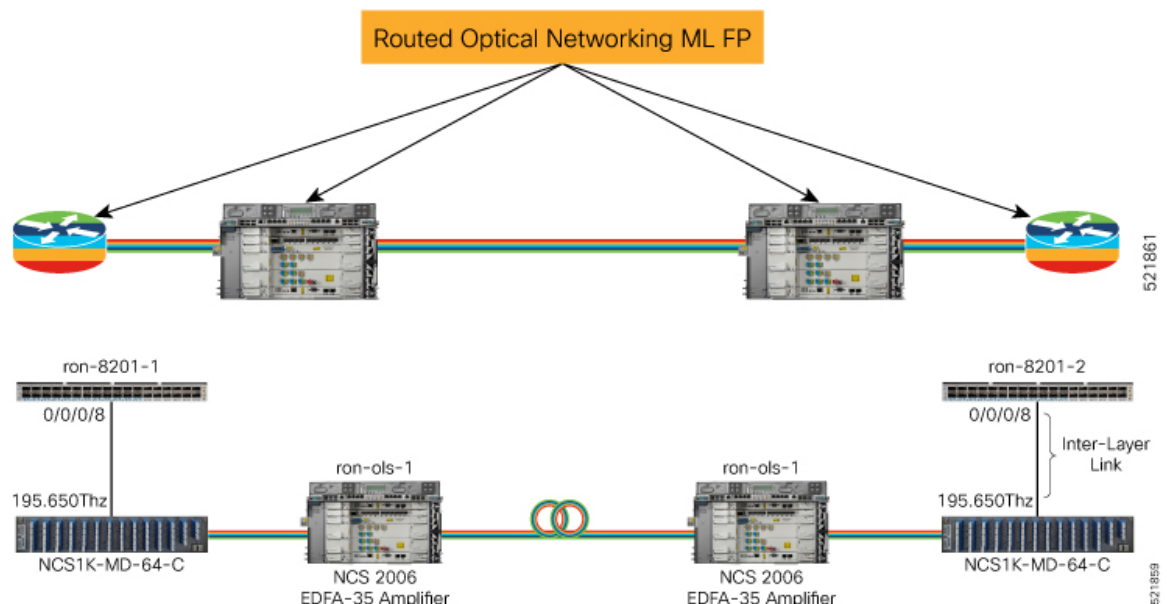 Routed Optical Networking ML FP
521861
ron-8201-1
ron-8201-2
0/0/0/8
0/0/0/8
Inter-Layer
Link
ron-ols-1
ron-ols-1
195.650Thz
195.650Thz
NCS1K-MD-64-C
NCS1K-MD-64-C
NCS 2006
EDFA-35 Amplifier
NCS 2006
EDFA-35 Amplifier
521859